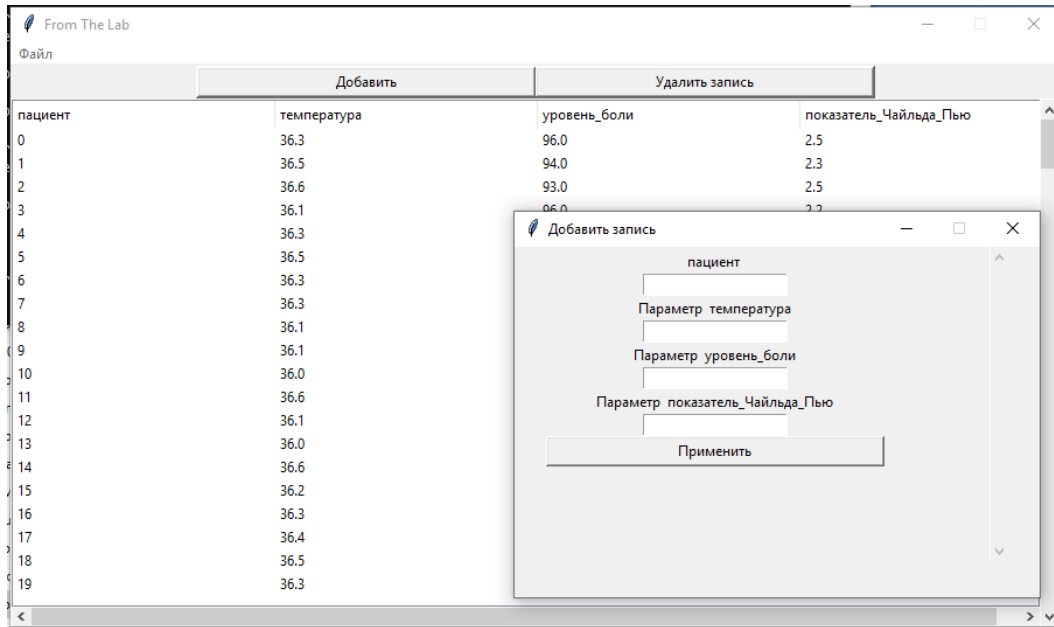 From The Lab
Файл
Добавить Удалить запись
пациент температура уровень_боли показатель_Чайльда_Пью
0 36.3 96.0 2.5
1 36.5 94.0 2.3
2 36.6 93.0 2.5
3 36.1 96.0 2.2
4 36.3
5 36.5
6 36.3
7 36.3
8 36.1
9 36.1
10 36.0
11 36.6
12 36.1
13 36.0
14 36.6
15 36.2
16 36.3
17 36.4
18 36.5
19 36.3
Добавить запись
пациент
Параметр температура
Параметр уровень_боли
Параметр показатель_Чайльда_Пью
Применить